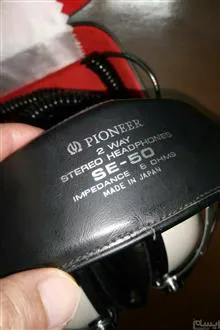 PIONEER
2 WAY
STEREO HEADPHONES
SE-50
IMPEDANCE 8 OHMS
MADE IN JAPAN